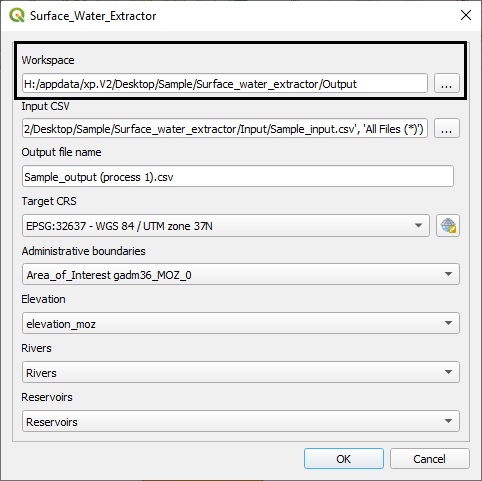 Surface_Water_Extractor
Workspace
H:/appdata/xp.V2/Desktop/Sample/Surface_water_extractor/Output
...
Input CSV
2/Desktop/Sample/Surface_water_extractor/Input/Sample_input.csv', 'All Files (*)')
...
Output file name
Sample_output (process 1).csv
Target CRS
EPSG:32637 - WGS 84 / UTM zone 37N
Administrative boundaries
Area_of_Interest gadm36_MOZ_0
Elevation
elevation_moz
Rivers
Rivers
Reservoirs
Reservoirs
OK
Cancel